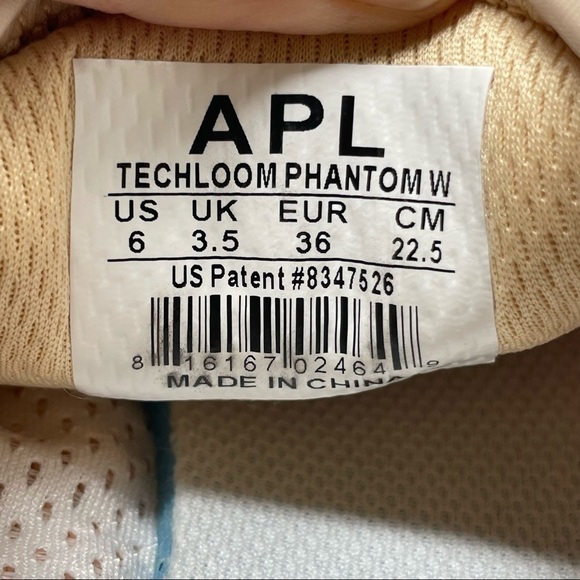 APL
TECHLOOM PHANTOM W
US UK EUR CM
6 3.5 36 22.5
US Patent #8347526
8 16167 02464 9
MADE IN CHINA